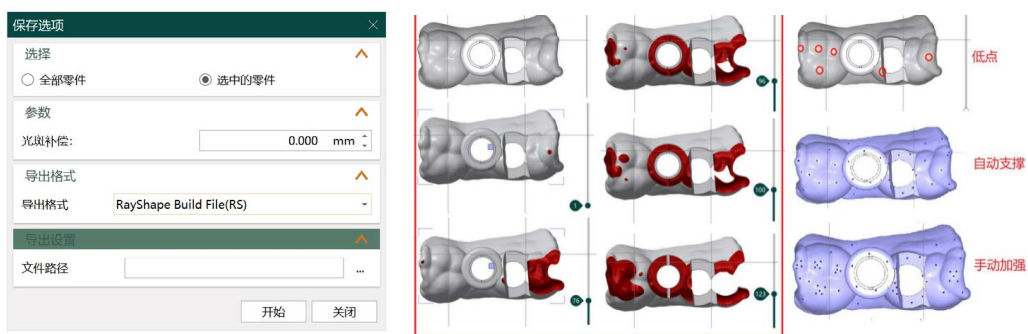 保存选项
选择
全部零件
选中的零件
参数
光斑补偿:
0.000 mm
导出格式
导出格式
RayShape Build File(RS)
导出设置
文件路径
...
开始
关闭
96
低点
1
100
自动支撑
76
123
手动加强